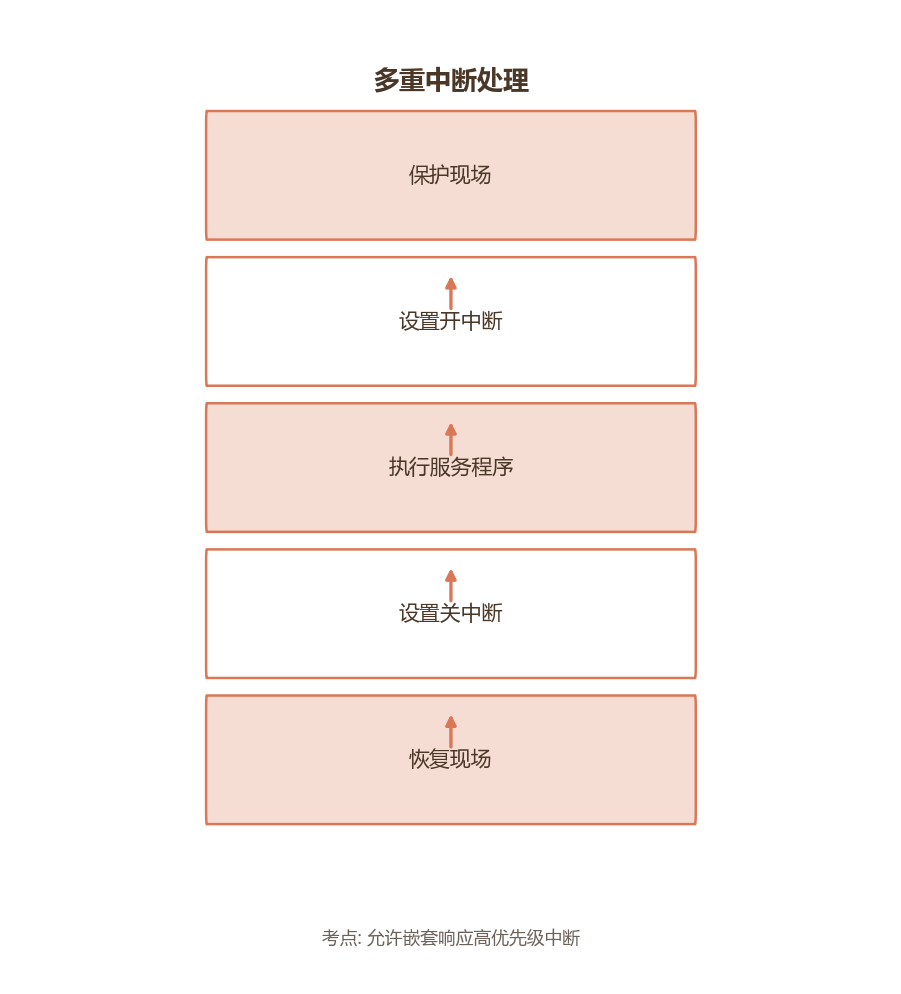 多重中断处理
保护现场
设置开中断
执行服务程序
设置关中断
恢复现场
考点: 允许嵌套响应高优先级中断